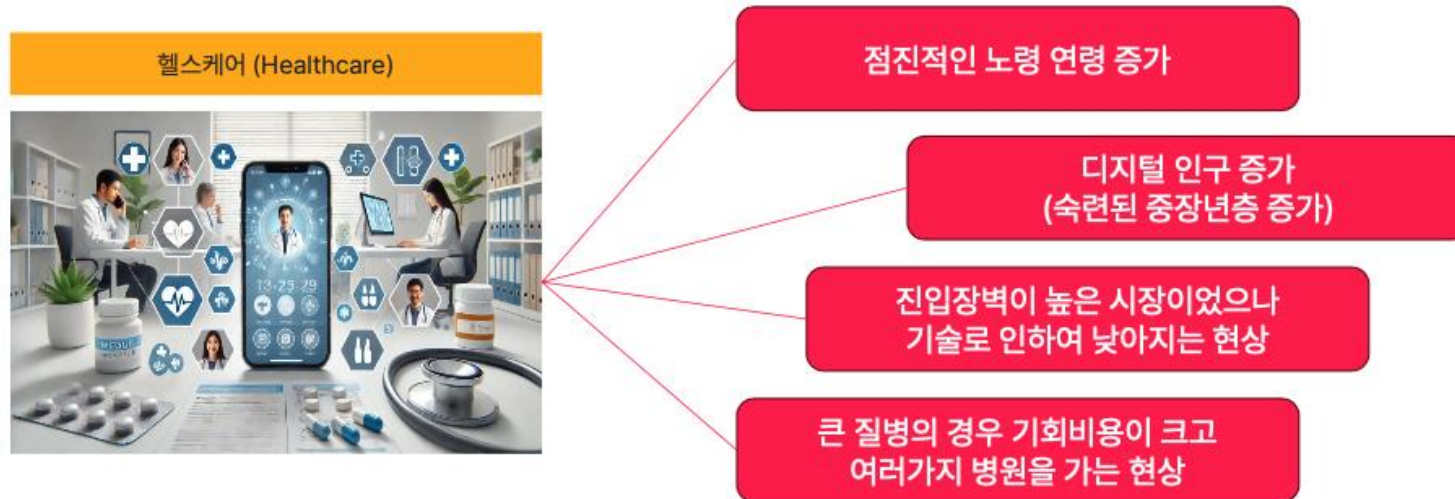 헬스케어 (Healthcare)
점진적인 노령 연령 증가
디지털 인구 증가
(숙련된 중장년층 증가)
진입장벽이 높은 시장이었으나
기술로 인하여 낮아지는 현상
큰 질병의 경우 기회비용이 크고
여러가지 병원을 가는 현상